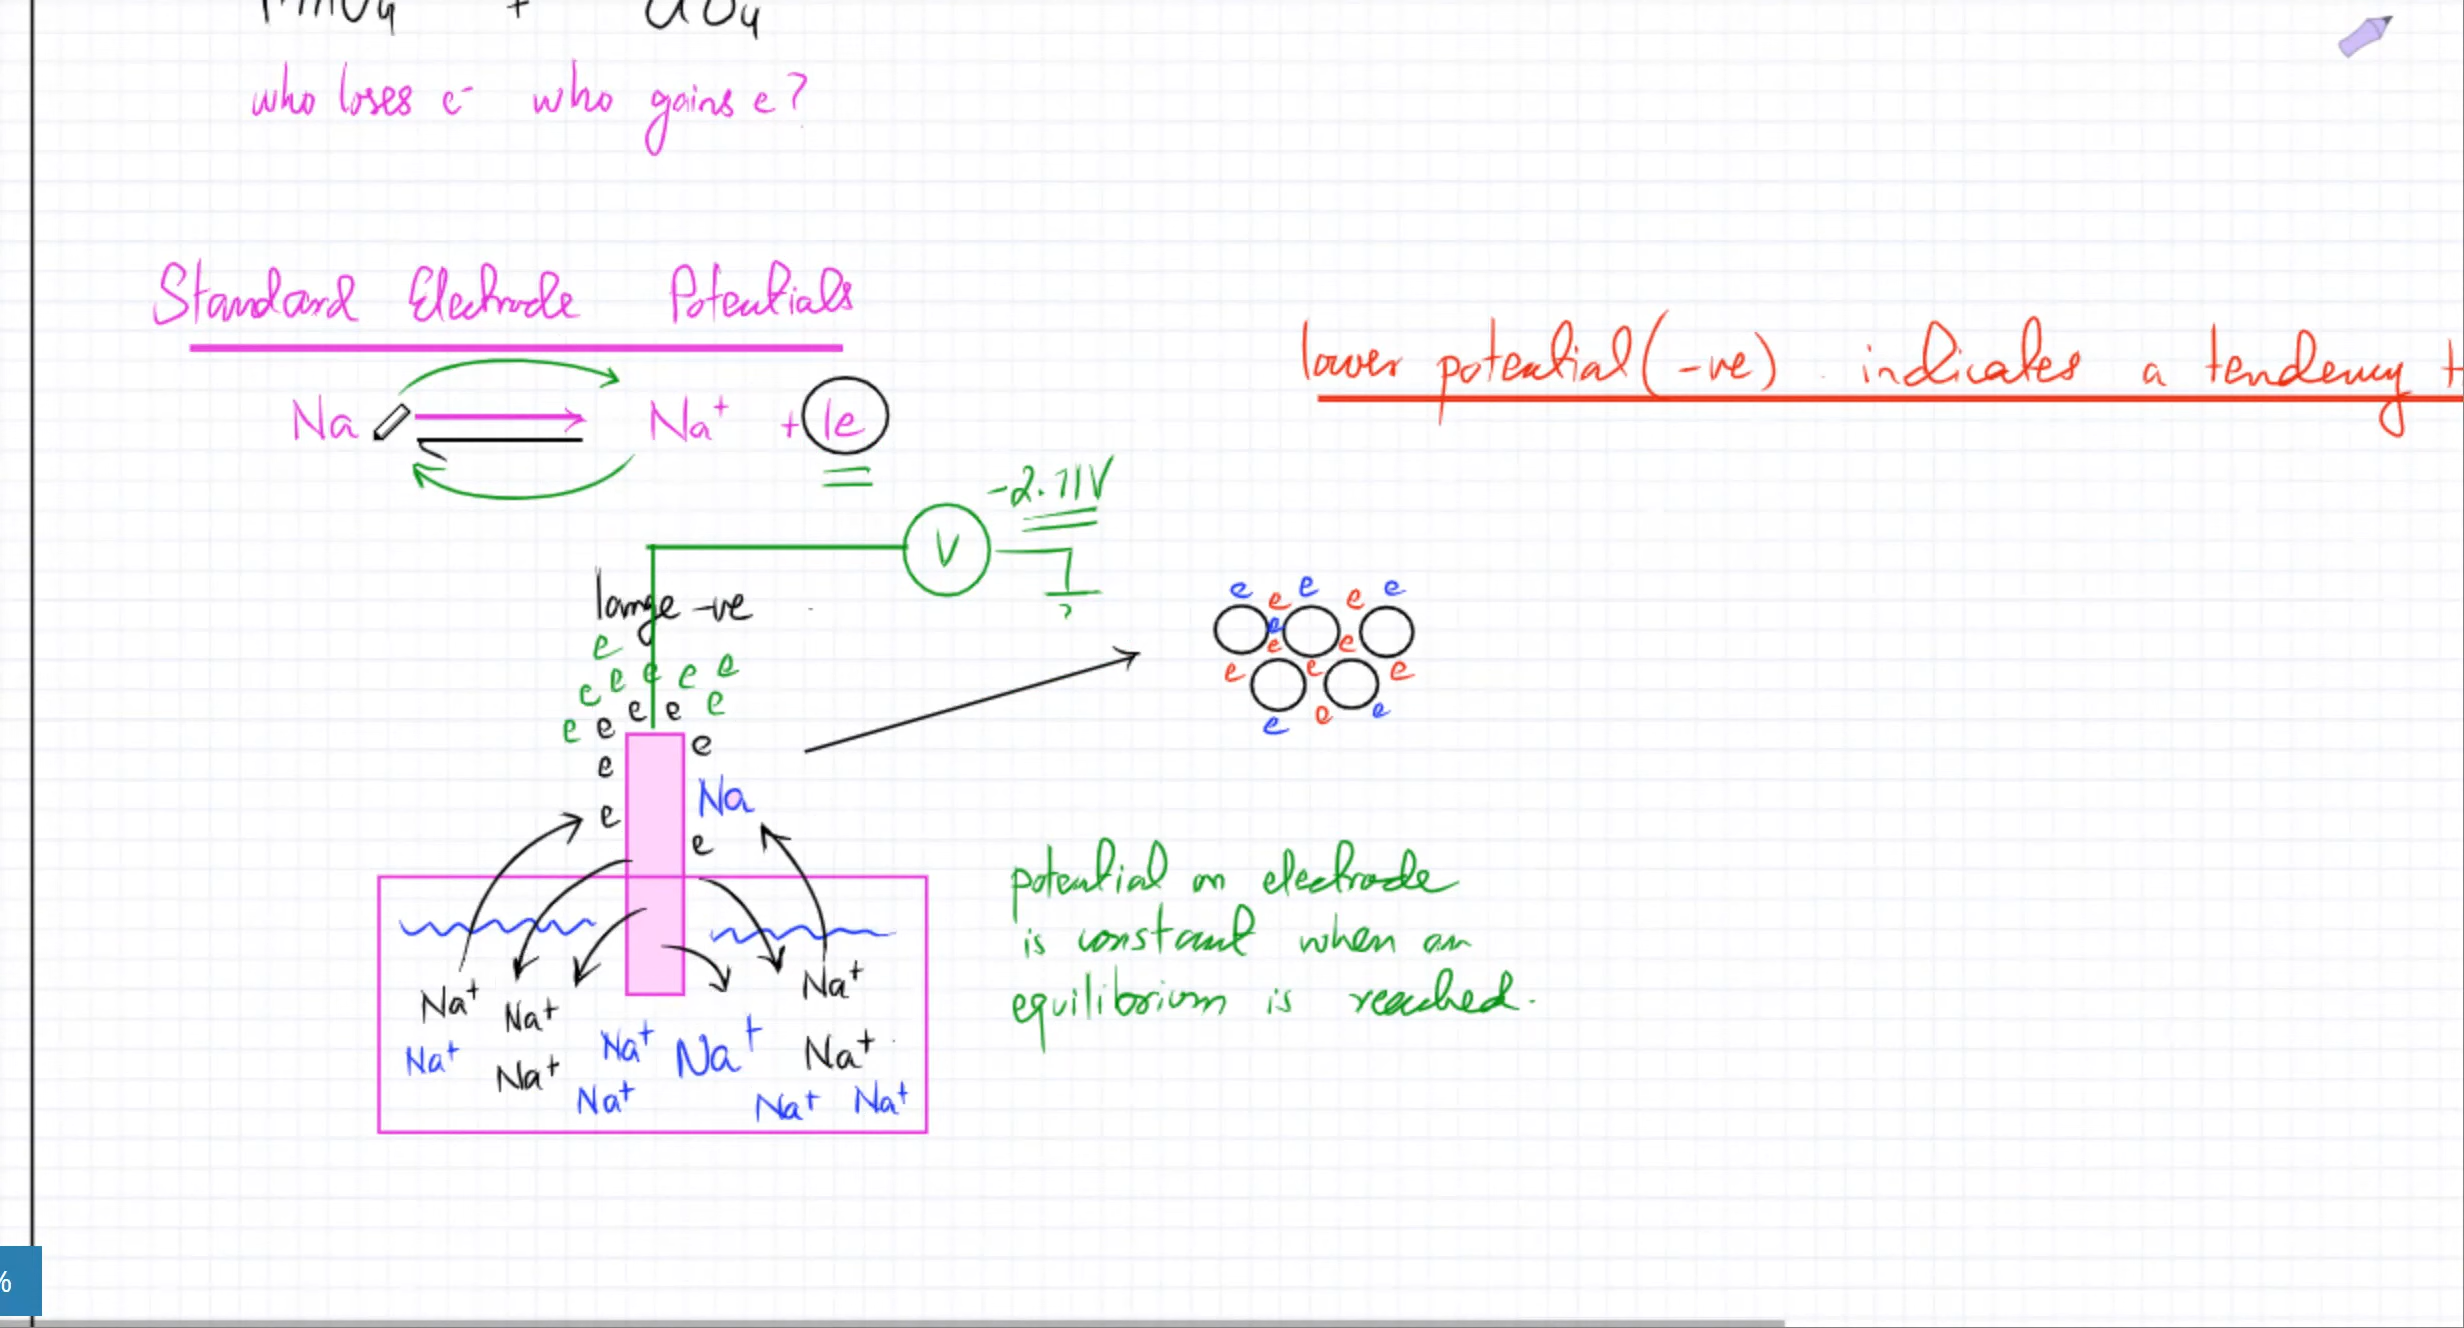 who loses e⁻ who gains e?
Standard Electrode Potentials
lower potential (-ve) indicates a tendency t
Na Na⁺ + 1e
-2.71V
V
large -ve
e e e e e e
e e e e e e
e e e e e
e e e e
e e e e
e e
e e e
e e e e
e e
e Na
e
e
potential on electrode
is constant when an
equilibrium is reached.
Na⁺ Na⁺ Na⁺
Na⁺ Na⁺ Na⁺ Na⁺ Na⁺
Na⁺ Na⁺ Na⁺
%